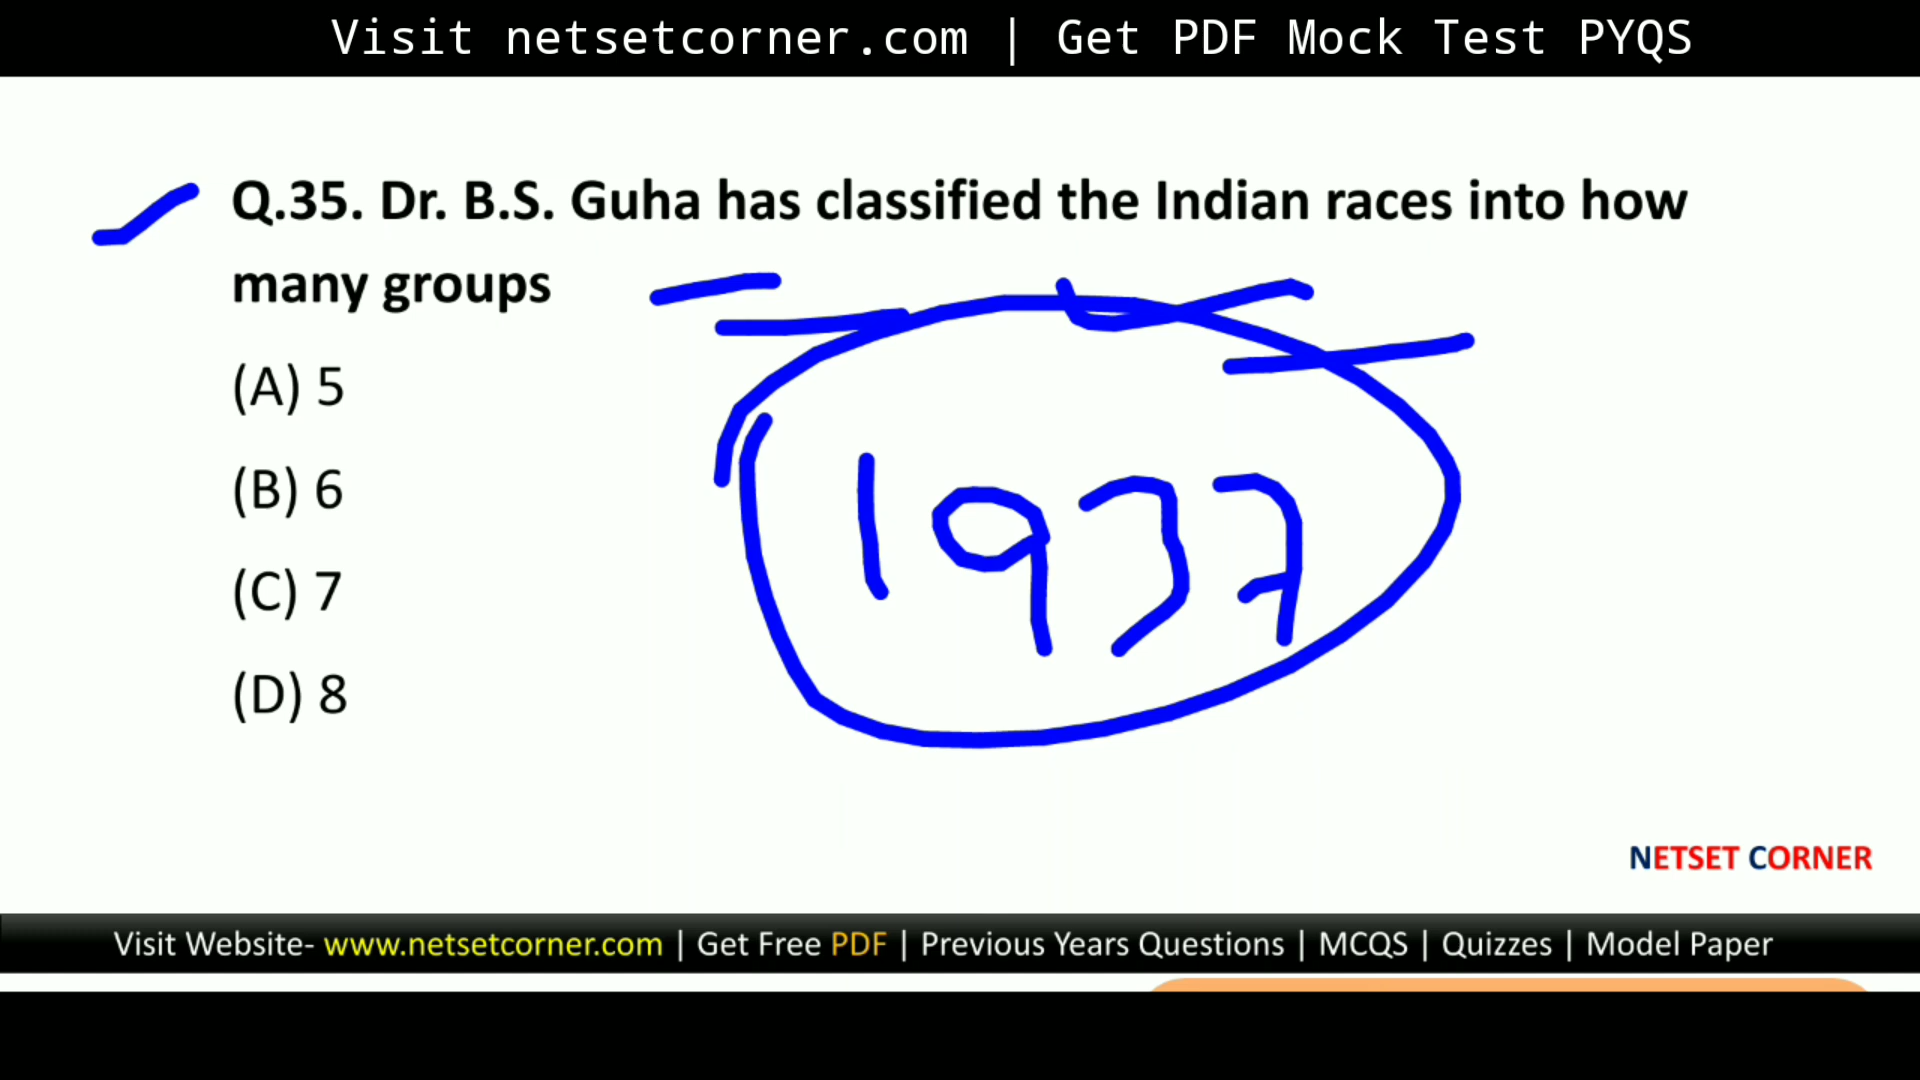 Visit netsetcorner.com | Get PDF Mock Test PYQS
Q.35. Dr. B.S. Guha has classified the Indian races into how
many groups
(A) 5
(B) 6
(C) 7
(D) 8
1937
NETSET CORNER
Visit Website- www.netsetcorner.com | Get Free PDF | Previous Years Questions | MCQS | Quizzes | Model Paper